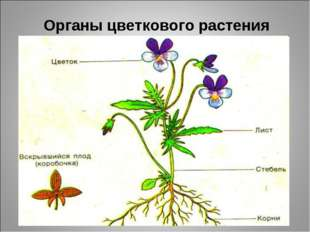 Органы цветкового растения
Цветок
Лист
Вскрывшийся плод
(коробочка)
Стебель
Корни